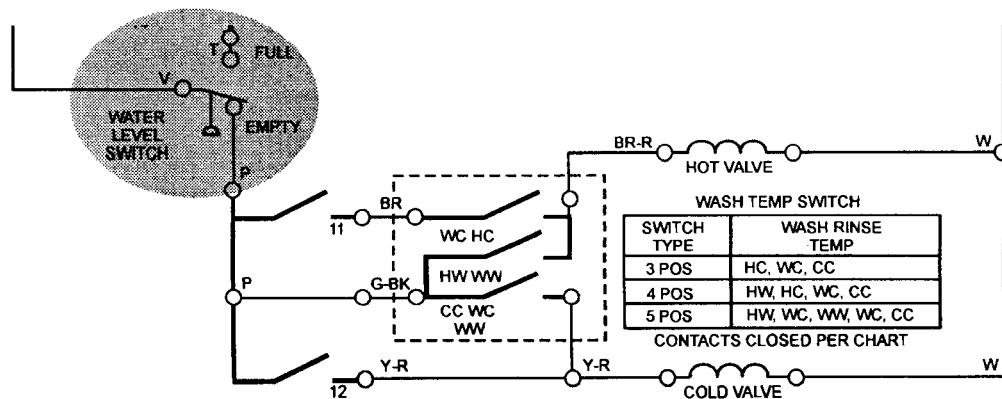 T
FULL
V
WATER
LEVEL
SWITCH
EMPTY
P
BR-R
HOT VALVE
W
11
BR
WC HC
HW WW
P
G-BK
CC WC
WW
WASH TEMP SWITCH
SWITCH TYPE
WASH RINSE TEMP
3 POS
HC, WC, CC
4 POS
HW, HC, WC, CC
5 POS
HW, WC, WW, WC, CC
CONTACTS CLOSED PER CHART
12
Y-R
Y-R
COLD VALVE
W